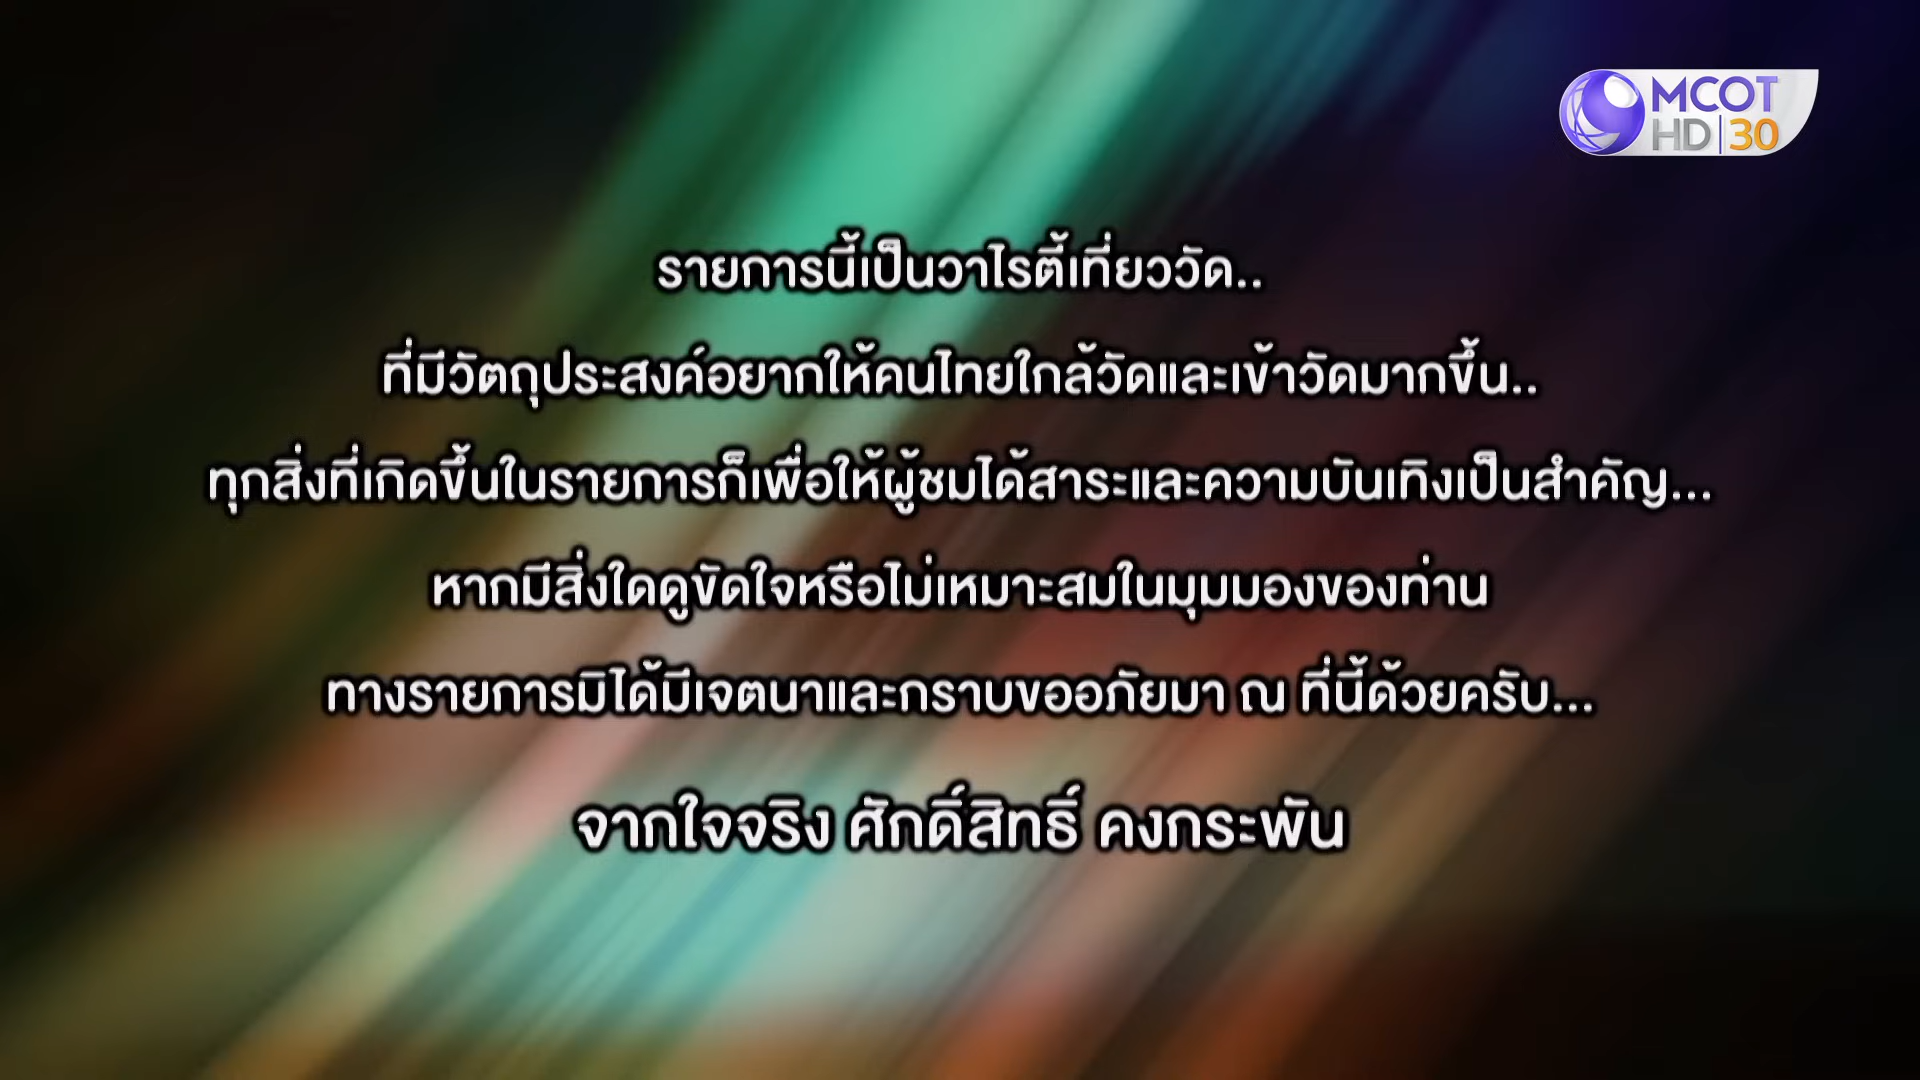 MCOT
HD 30
รายการนี้เป็นวาไรตี้เที่ยววัด..
ที่มีวัตถุประสงค์อยากให้คนไทยใกล้วัดและเข้าวัดมากขึ้น..
ทุกสิ่งที่เกิดขึ้นในรายการก็เพื่อให้ผู้ชมได้สาระและความบันเทิงเป็นสำคัญ...
หากมีสิ่งใดดูขัดใจหรือไม่เหมาะสมในมุมมองของท่าน
ทางรายการมิได้มีเจตนาและกราบขออภัยมา ณ ที่นี้ด้วยครับ...
จากใจจริง ศักดิ์สิทธิ์ คงกระพัน